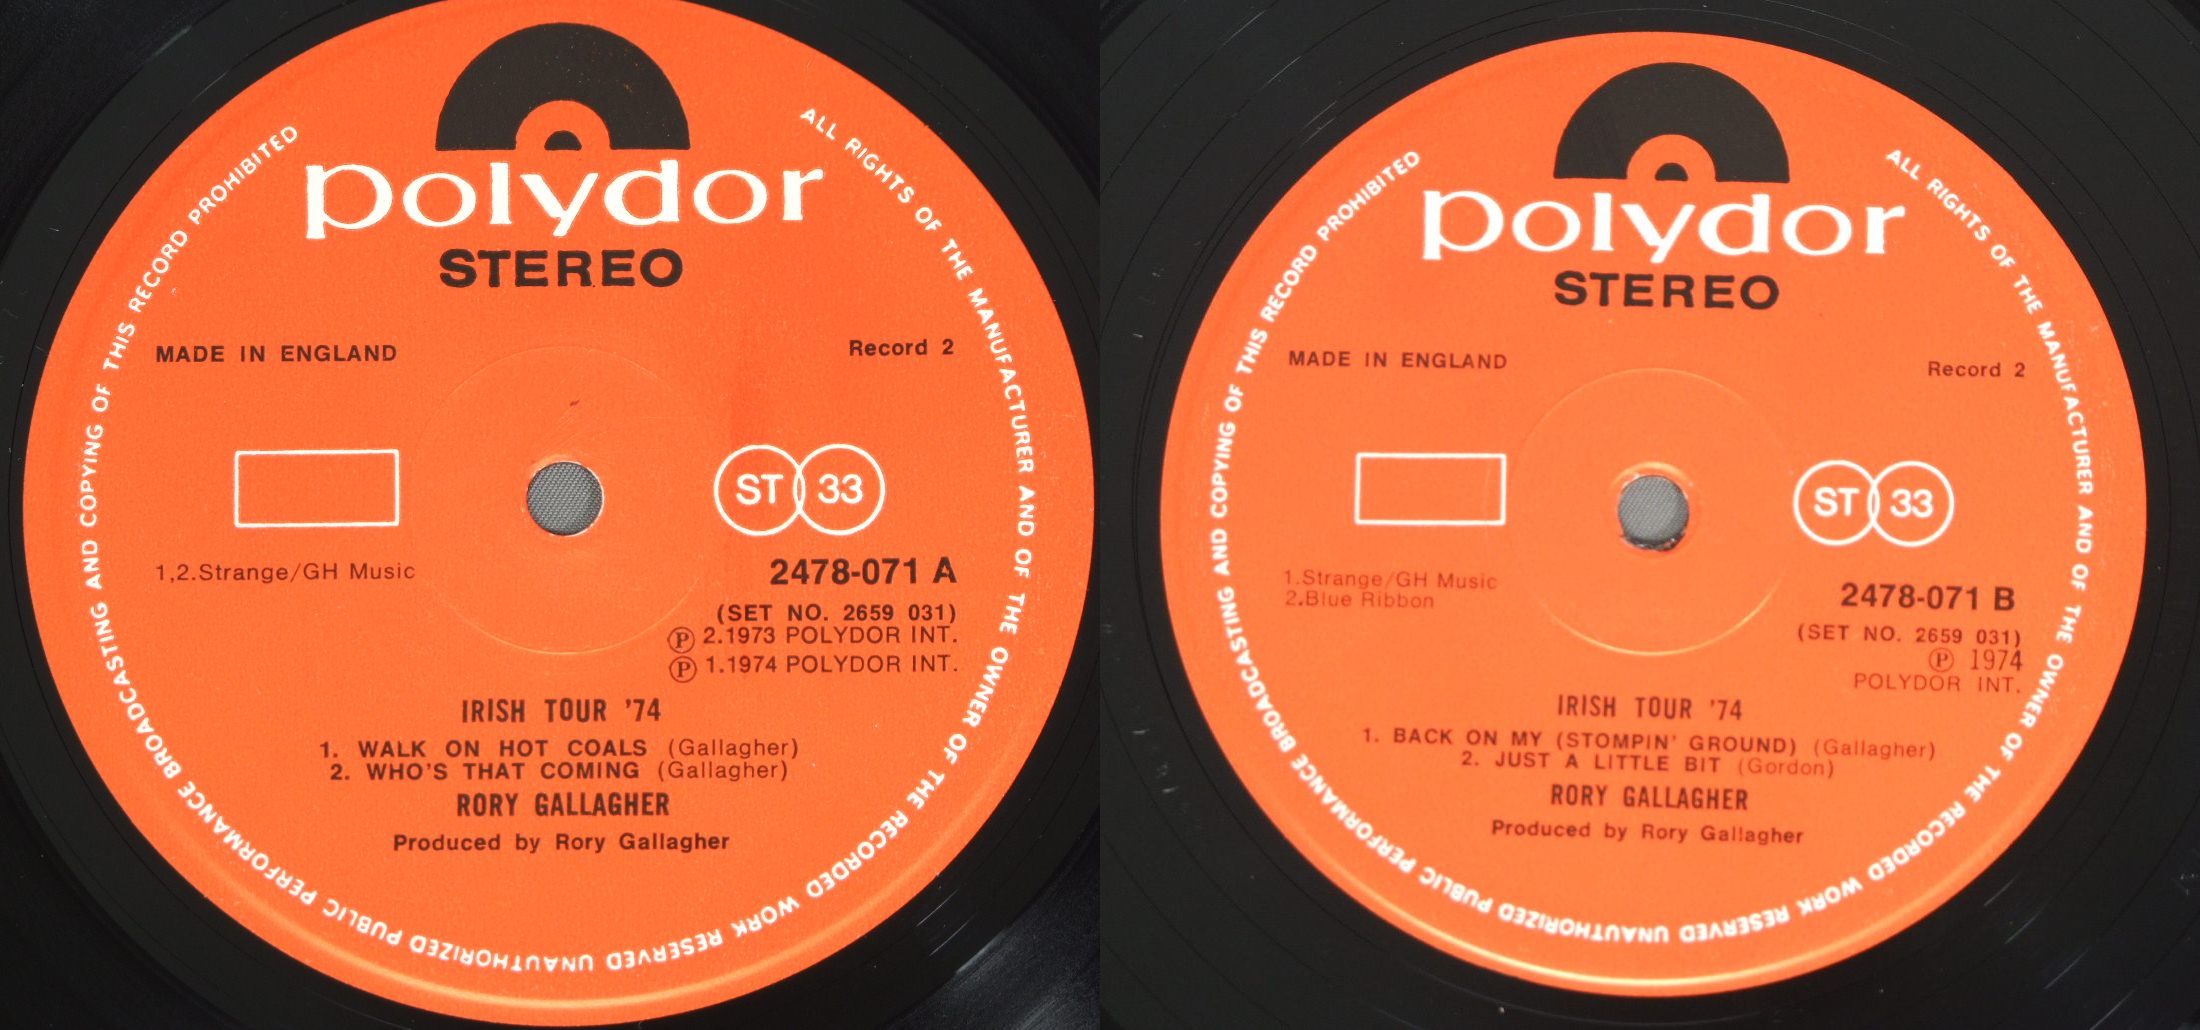 polydor
STEREO
MADE IN ENGLAND
Record 2
ST 33
1,2.Strange/GH Music
2478-071 A
(SET NO. 2659 031)
Ⓟ 2.1973 POLYDOR INT.
Ⓟ 1.1974 POLYDOR INT.
IRISH TOUR '74
1. WALK ON HOT COALS (Gallagher)
2. WHO'S THAT COMING (Gallagher)
RORY GALLAGHER
Produced by Rory Gallagher
ALL RIGHTS OF THE MANUFACTURER AND OF THE OWNER OF THE RECORDED WORK RESERVED UNAUTHORIZED PUBLIC PERFORMANCE BROADCASTING AND COPYING OF THIS RECORD PROHIBITED
polydor
STEREO
MADE IN ENGLAND
Record 2
ST 33
1.Strange/GH Music
2.Blue Ribbon
2478-071 B
(SET NO. 2659 031)
Ⓟ 1974
POLYDOR INT.
IRISH TOUR '74
1. BACK ON MY (STOMPIN' GROUND) (Gallagher)
2. JUST A LITTLE BIT (Gordon)
RORY GALLAGHER
Produced by Rory Gallagher
ALL RIGHTS OF THE MANUFACTURER AND OF THE OWNER OF THE RECORDED WORK RESERVED UNAUTHORIZED PUBLIC PERFORMANCE BROADCASTING AND COPYING OF THIS RECORD PROHIBITED